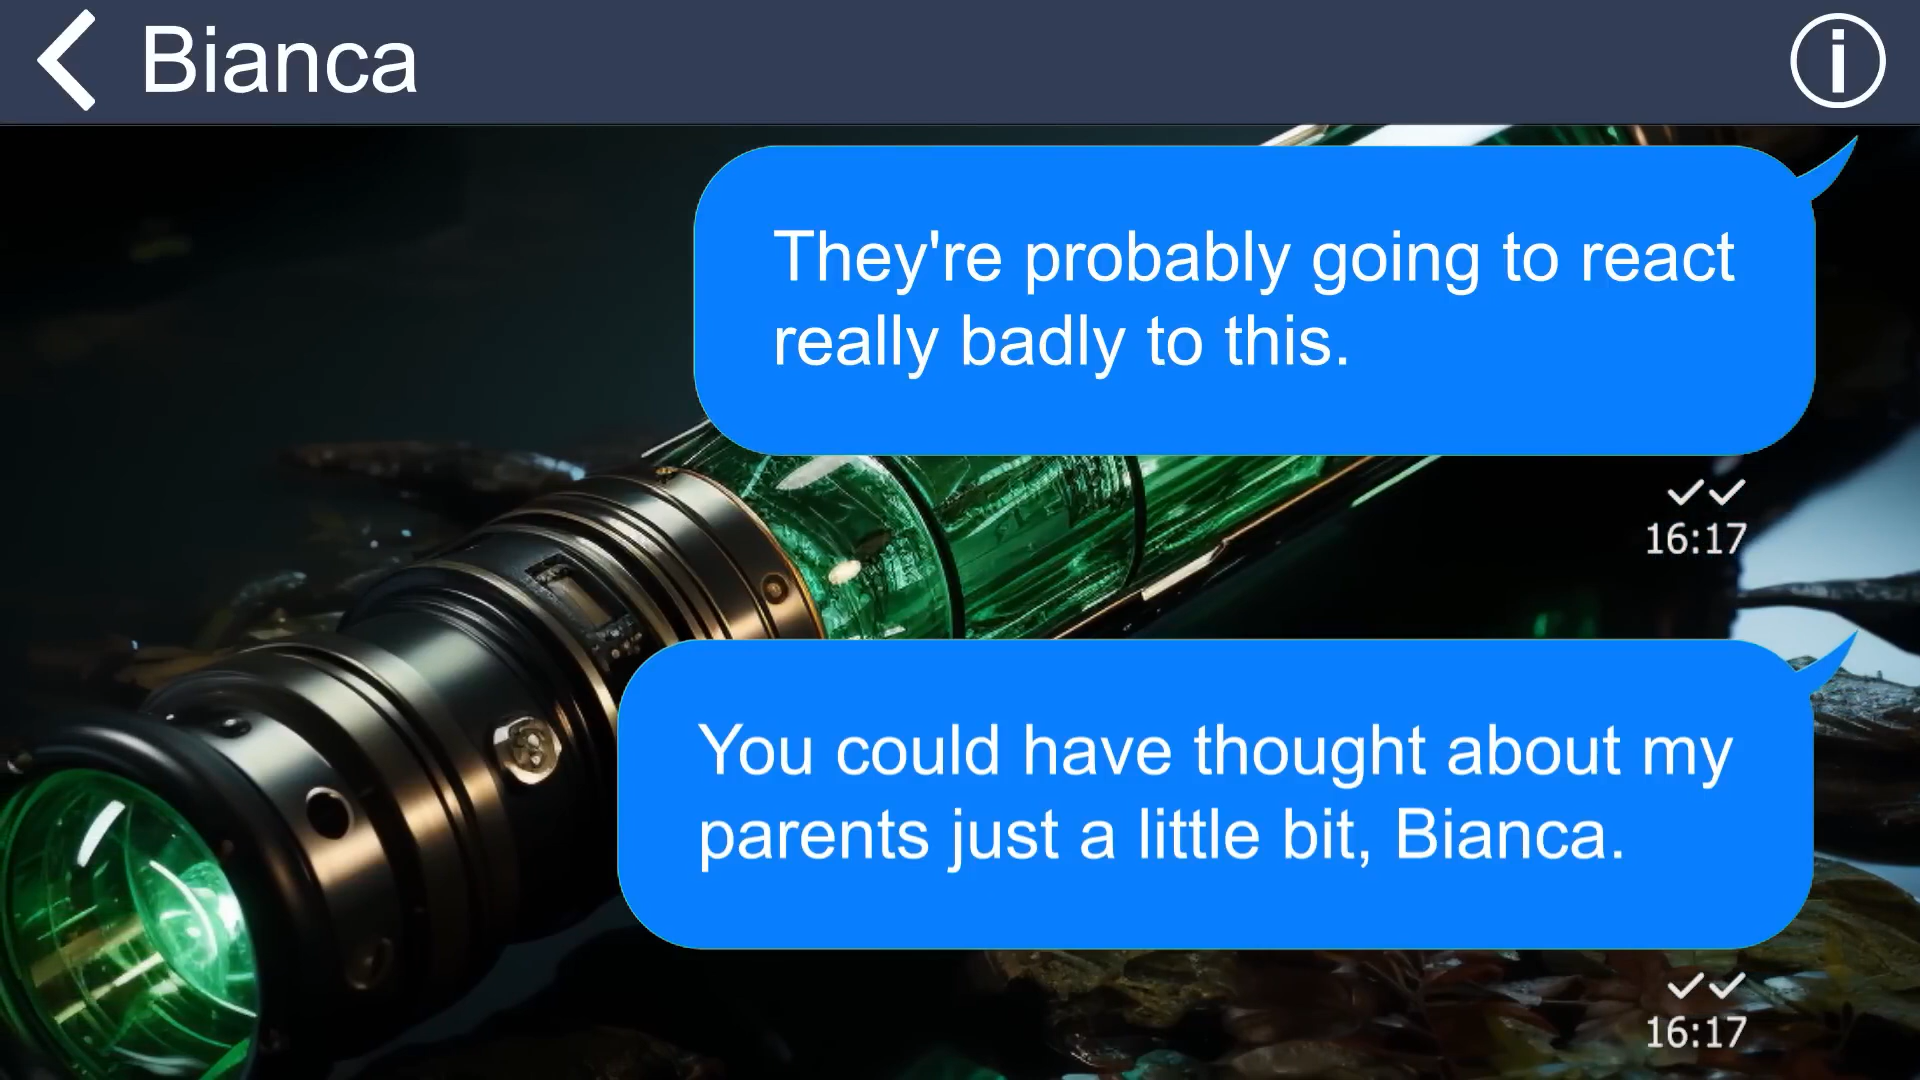 Bianca
They're probably going to react
really badly to this.
16:17
You could have thought about my
parents just a little bit, Bianca.
16:17